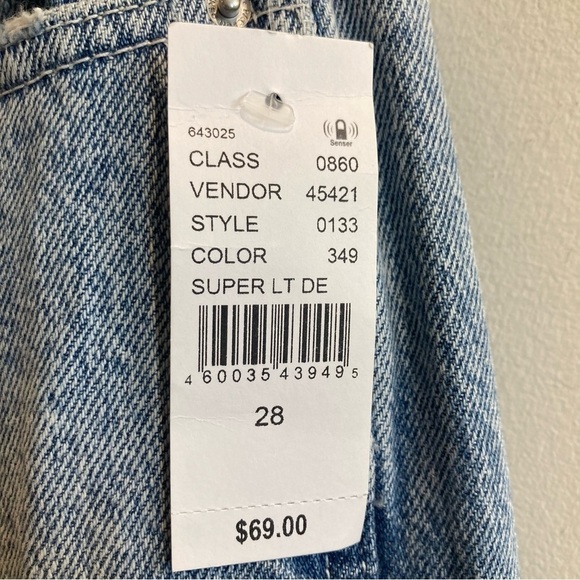 643025
Senser
CLASS 0860
VENDOR 45421
STYLE 0133
COLOR 349
SUPER LT DE
4 60035 43949 5
28
$69.00